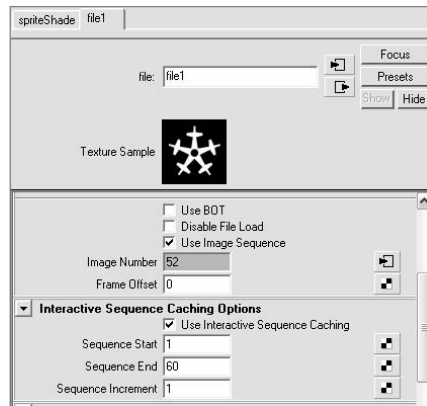 spriteShade file1
Focus
file: file1
Presets
Show Hide
Texture Sample
Use BOT
Disable File Load
Use Image Sequence
Image Number 52
Frame Offset 0
Interactive Sequence Caching Options
Use Interactive Sequence Caching
Sequence Start 1
Sequence End 60
Sequence Increment 1